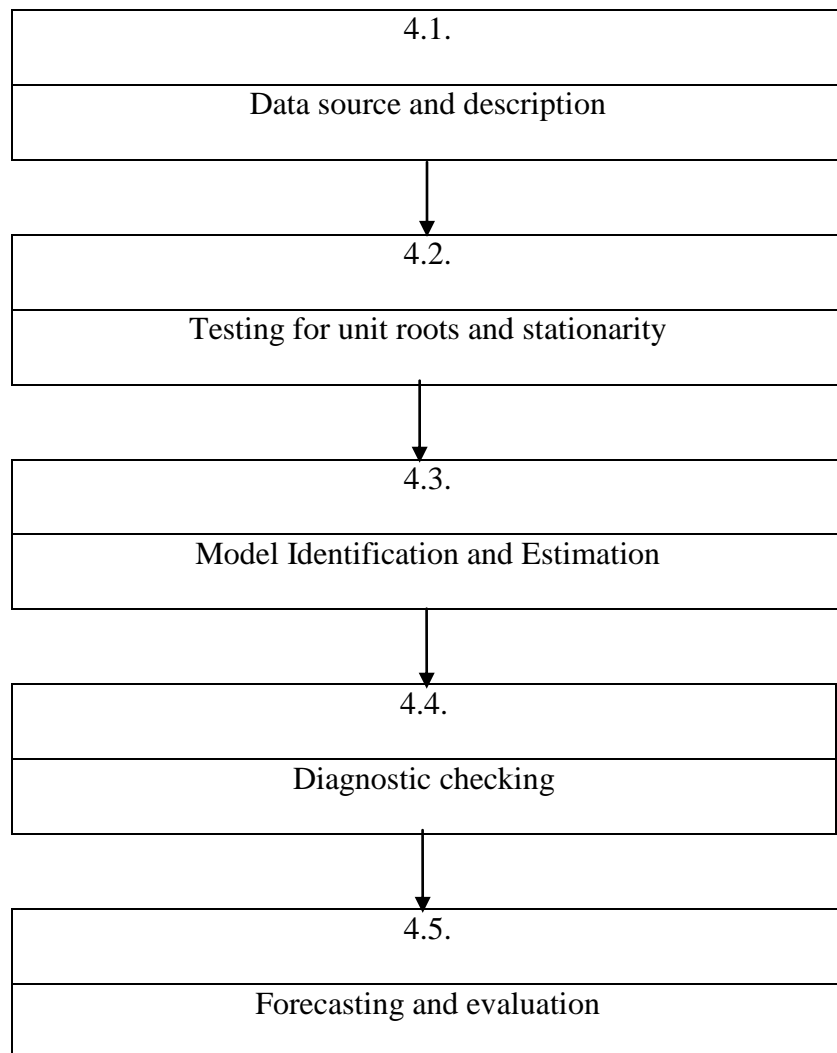 4.1.
Data source and description
4.2.
Testing for unit roots and stationarity
4.3.
Model Identification and Estimation
4.4.
Diagnostic checking
4.5.
Forecasting and evaluation